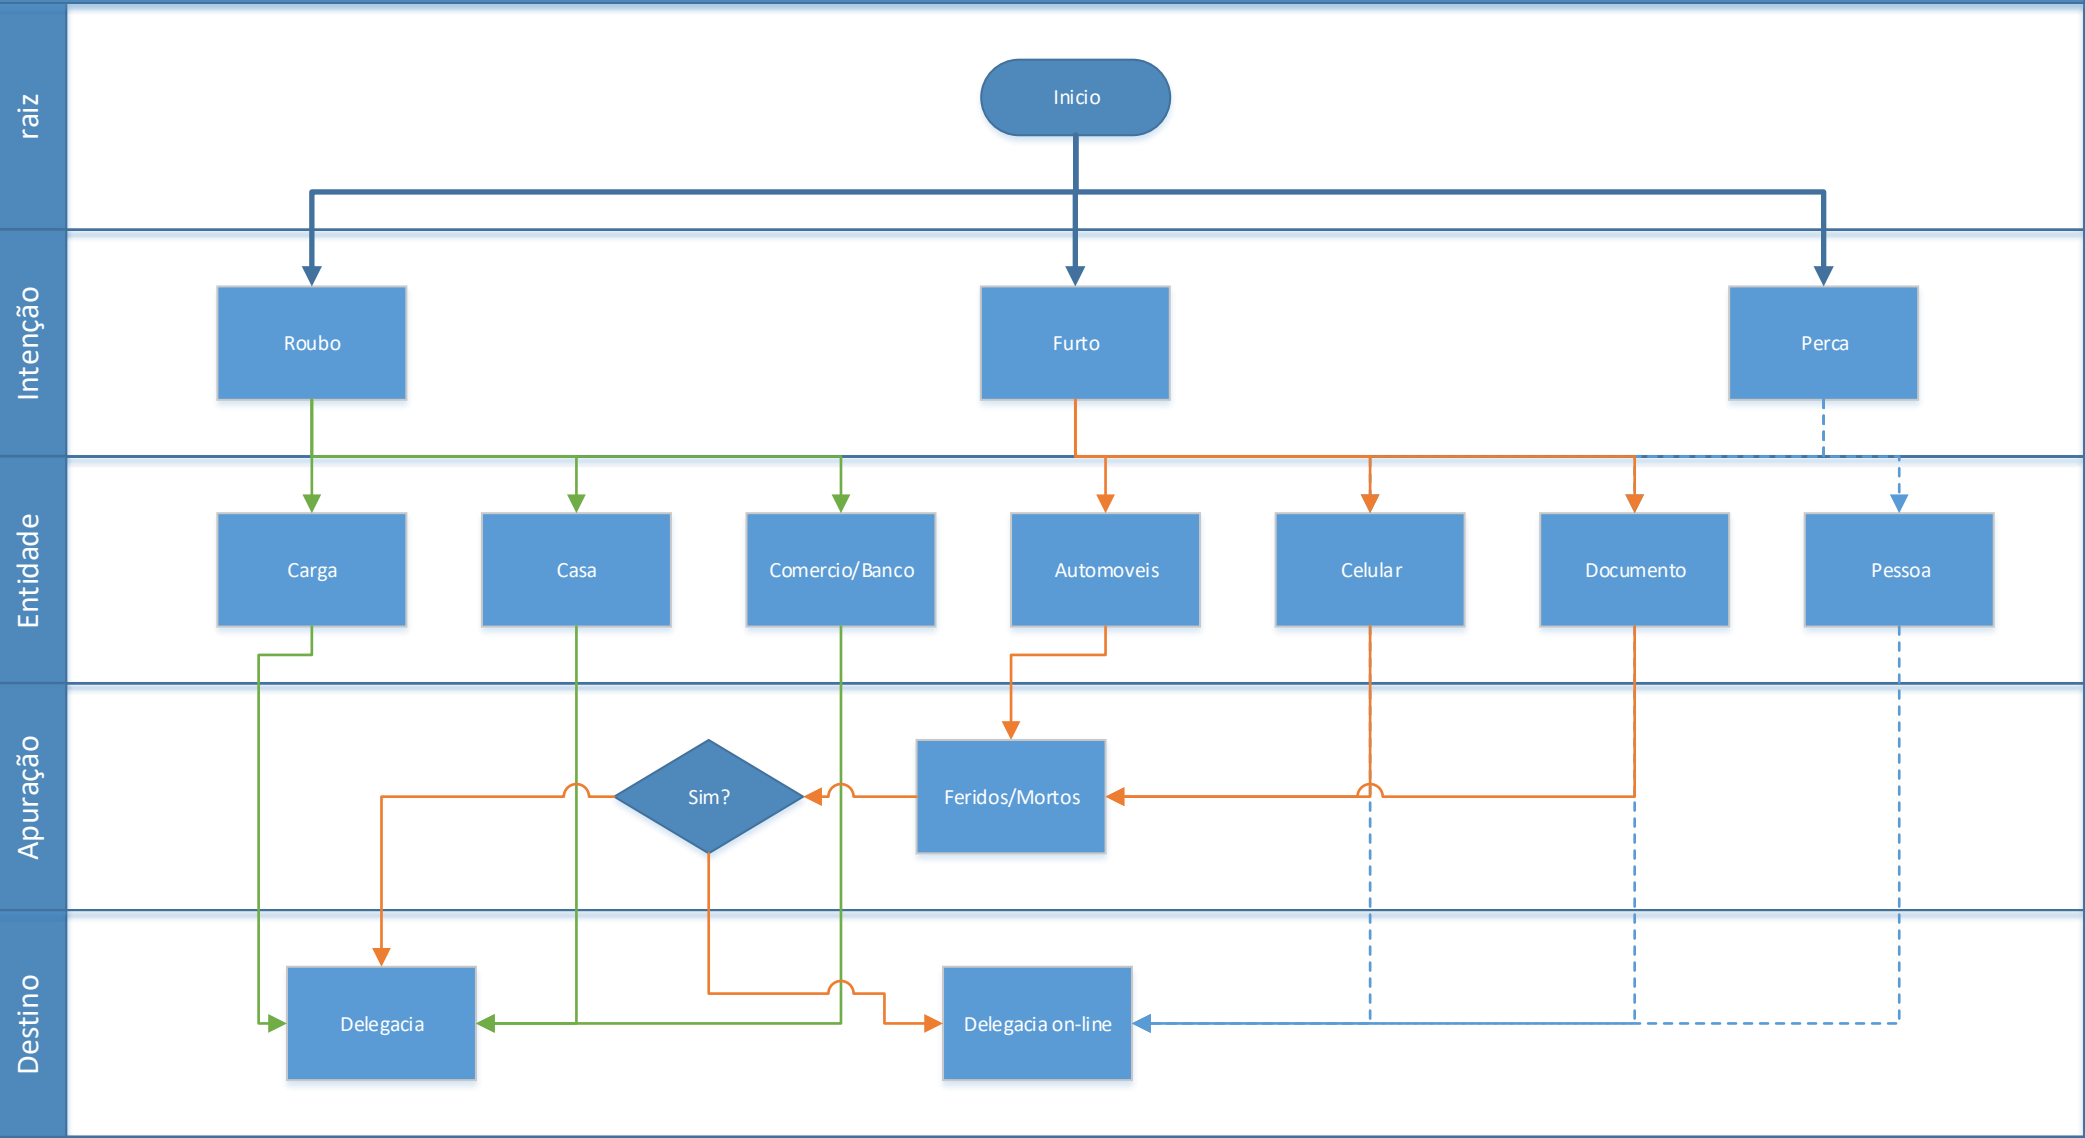 raiz
Inicio
Intenção
Roubo
Furto
Perca
Entidade
Carga
Casa
Comercio/Banco
Automoveis
Celular
Documento
Pessoa
Apuração
Sim?
Feridos/Mortos
Destino
Delegacia
Delegacia on-line